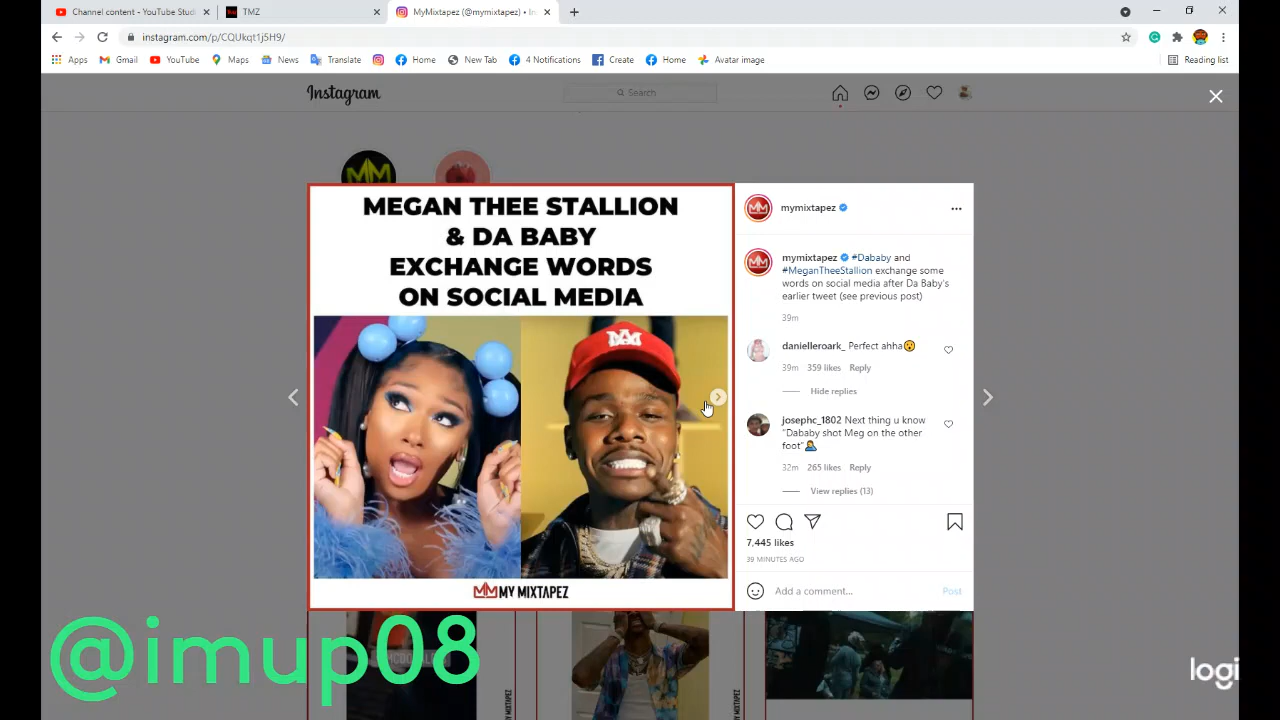 Channel content - YouTube Studi
TMZ
MyMixtapez (@mymixtapez) • In
instagram.com/p/CQUkqt1j5H9/
Apps
Gmail
YouTube
Maps
News
Translate
Home
New Tab
4 Notifications
Create
Home
Avatar image
Reading list
Instagram
Search
MEGAN THEE STALLION
& DA BABY
EXCHANGE WORDS
ON SOCIAL MEDIA
MY MIXTAPEZ
mymixtapez
mymixtapez #Dababy and
#MeganTheeStallion exchange some
words on social media after Da Baby's
earlier tweet (see previous post)
39m
danielleroark_ Perfect ahha😯
39m 359 likes Reply
Hide replies
josephc_1802 Next thing u know
"Dababy shot Meg on the other
foot"🤦‍♂️
32m 265 likes Reply
View replies (13)
7,445 likes
39 MINUTES AGO
Add a comment...
Post
MY MIXTAPEZ
MY MIXTAPEZ
@imup08
logi